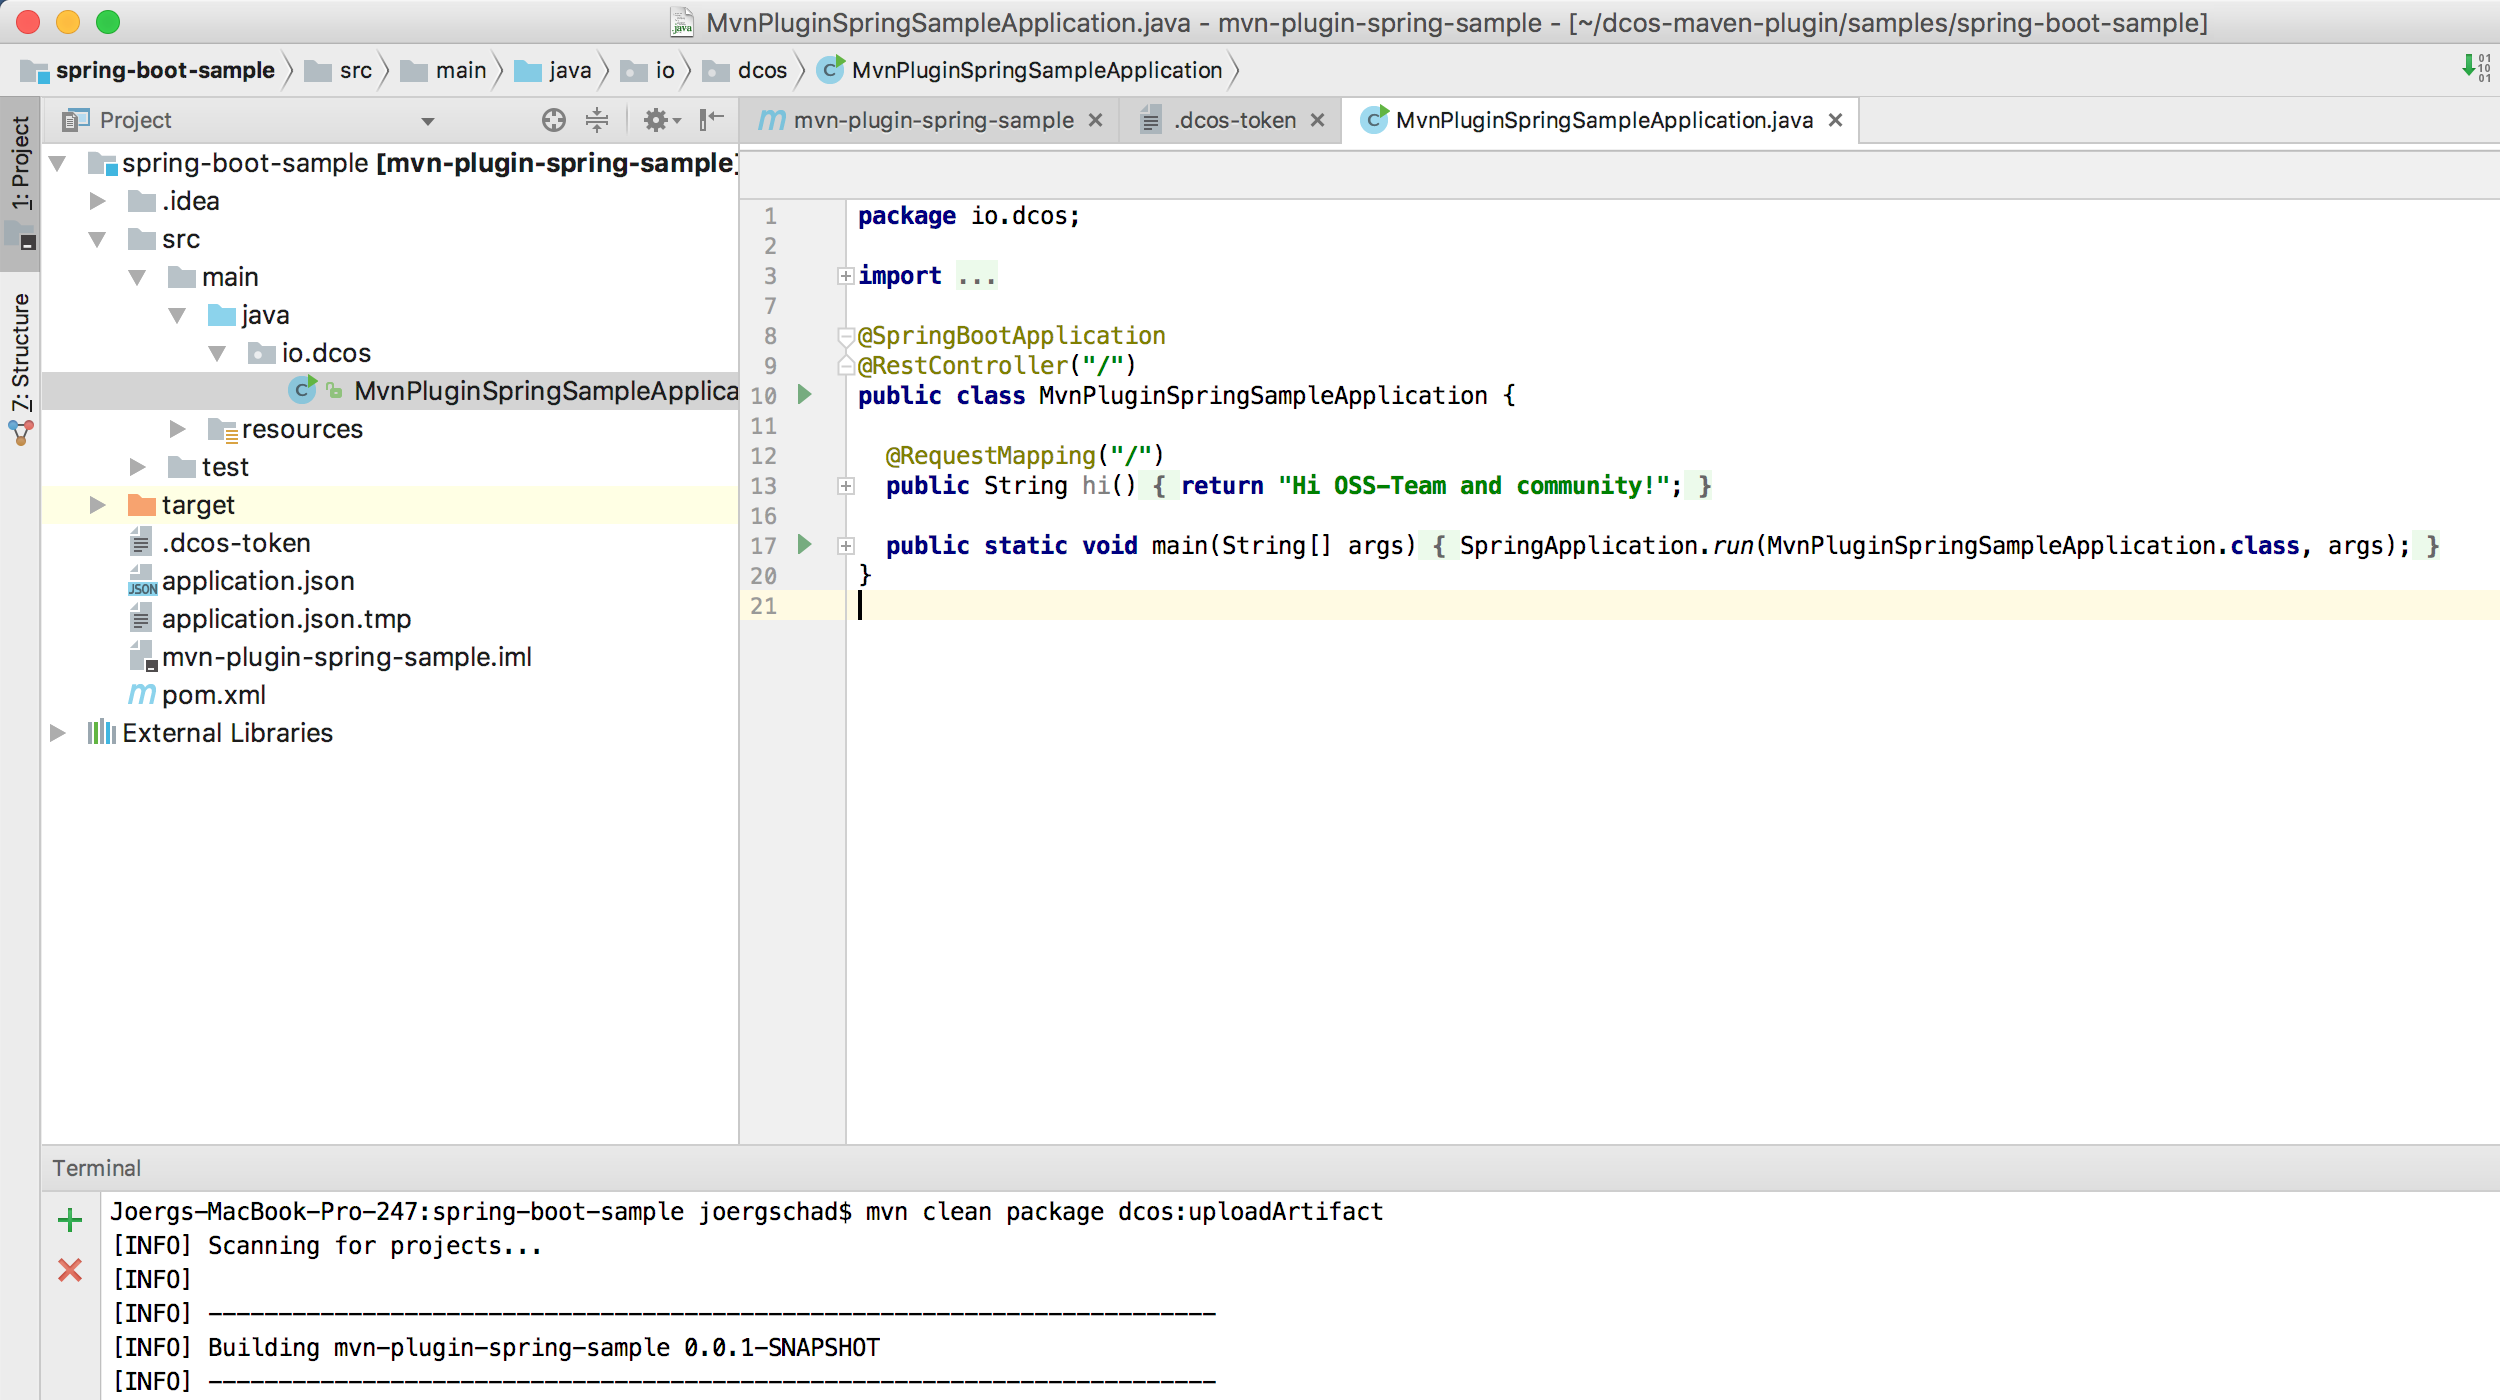 MvnPluginSpringSampleApplication.java - mvn-plugin-spring-sample - [~/dcos-maven-plugin/samples/spring-boot-sample]
spring-boot-sample src main java io dcos C MvnPluginSpringSampleApplication
1: Project
7: Structure
Project
spring-boot-sample [mvn-plugin-spring-sample]
.idea
src
main
java
io.dcos
C MvnPluginSpringSampleApplica
resources
test
target
.dcos-token
application.json
application.json.tmp
mvn-plugin-spring-sample.iml
m pom.xml
External Libraries
m mvn-plugin-spring-sample .dcos-token C MvnPluginSpringSampleApplication.java
1 package io.dcos;
2
3 import ...
7
8 @SpringBootApplication
9 @RestController("/")
10 public class MvnPluginSpringSampleApplication {
11
12 @RequestMapping("/")
13 public String hi() { return "Hi OSS-Team and community!"; }
16
17 public static void main(String[] args) { SpringApplication.run(MvnPluginSpringSampleApplication.class, args); }
20 }
21
Terminal
Joergs-MacBook-Pro-247:spring-boot-sample joergschad$ mvn clean package dcos:uploadArtifact
[INFO] Scanning for projects...
[INFO]
[INFO] ------------------------------------------------------------------------
[INFO] Building mvn-plugin-spring-sample 0.0.1-SNAPSHOT
[INFO] ------------------------------------------------------------------------